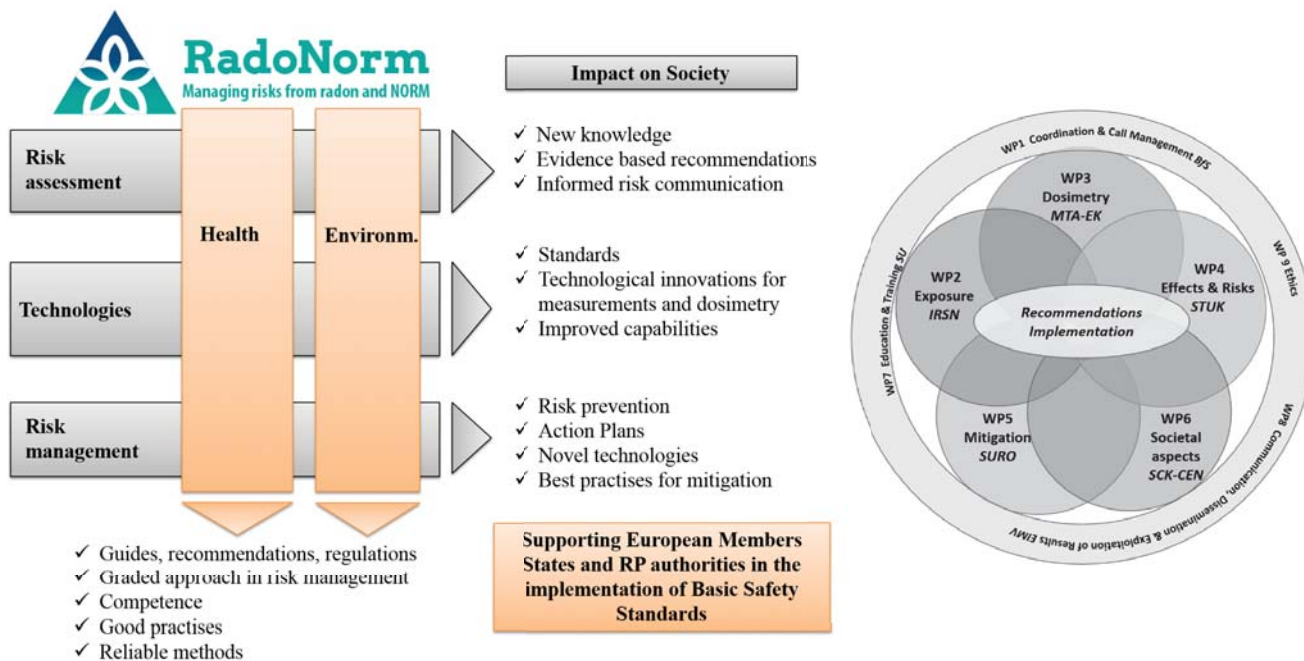 RadoNorm
Managing risks from radon and NORM
Impact on Society
Risk
assessment
Health
Environm.
✓ New knowledge
✓ Evidence based recommendations
✓ Informed risk communication
Technologies
✓ Standards
✓ Technological innovations for
measurements and dosimetry
✓ Improved capabilities
Risk
management
✓ Risk prevention
✓ Action Plans
✓ Novel technologies
✓ Best practises for mitigation
✓ Guides, recommendations, regulations
✓ Graded approach in risk management
✓ Competence
✓ Good practises
✓ Reliable methods
Supporting European Members
States and RP authorities in the
implementation of Basic Safety
Standards
WP1 Coordination & Call Management BfS
WP3
Dosimetry
MTA-EK
WP2
Exposure
IRSN
WP4
Effects & Risks
STUK
Recommendations
Implementation
WP5
Mitigation
SURO
WP6
Societal
aspects
SCK-CEN
WP7 Education & Training SU
WP 9 Ethics
WP8 Communication, Dissemination & Exploitation of Results EIMV